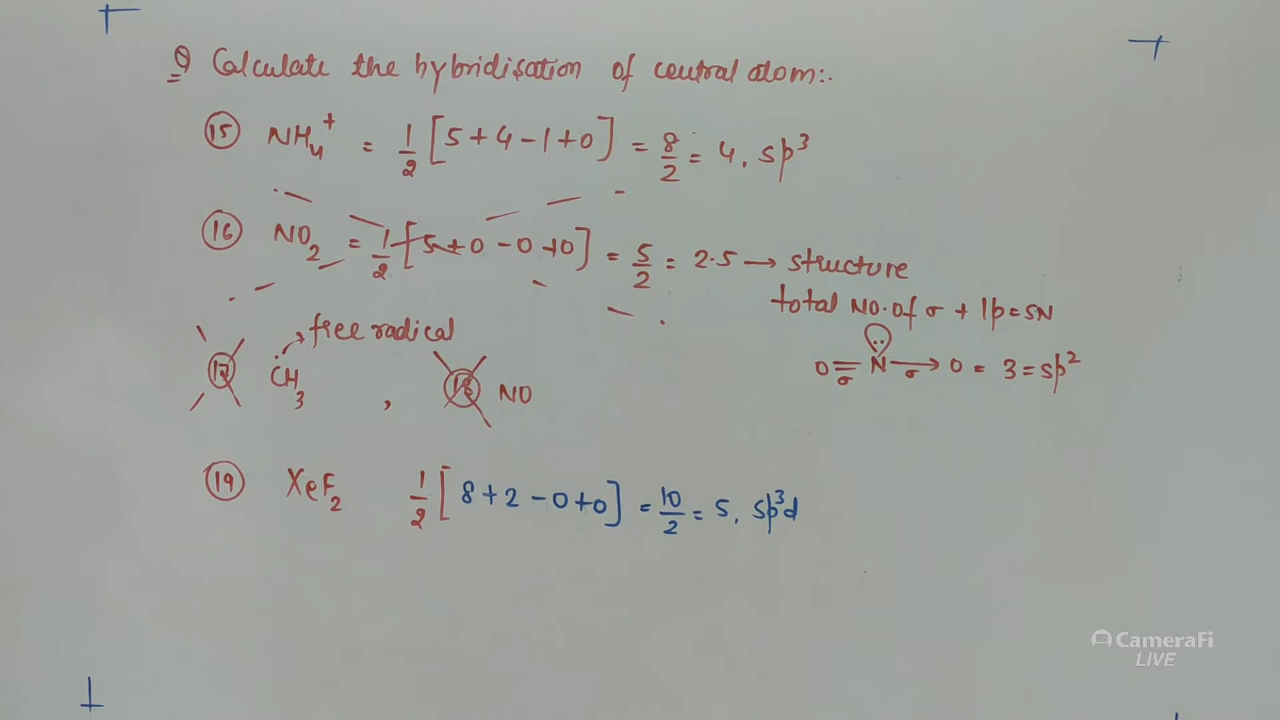 Q Calculate the hybridisation of central atom:.
15 NH₄⁺ = 1/2 [5+4-1+0] = 8/2 = 4, sp³
16 NO₂ = 1/2 [5+0-0+0] = 5/2 = 2.5 → structure
total NO. of σ + lp = SN
O =σ N →σ O = 3 = sp²
free radical
17 ĊH₃ , 18 NO
19 XeF₂ 1/2 [8+2-0+0] = 10/2 = 5, sp³d
CameraFi
LIVE